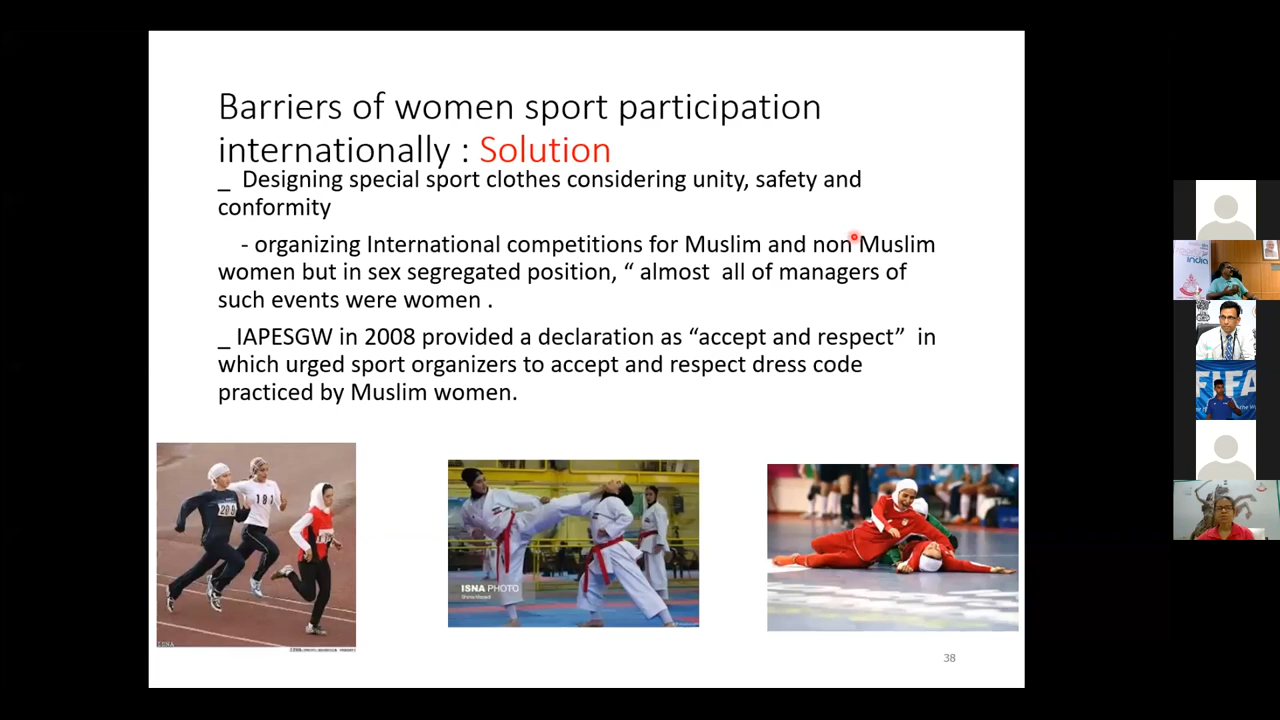 Barriers of women sport participation
internationally : Solution
_ Designing special sport clothes considering unity, safety and
conformity
- organizing International competitions for Muslim and non Muslim
women but in sex segregated position, “ almost all of managers of
such events were women .
_ IAPESGW in 2008 provided a declaration as “accept and respect” in
which urged sport organizers to accept and respect dress code
practiced by Muslim women.
181
ISNA PHOTO
38
india
FIFA